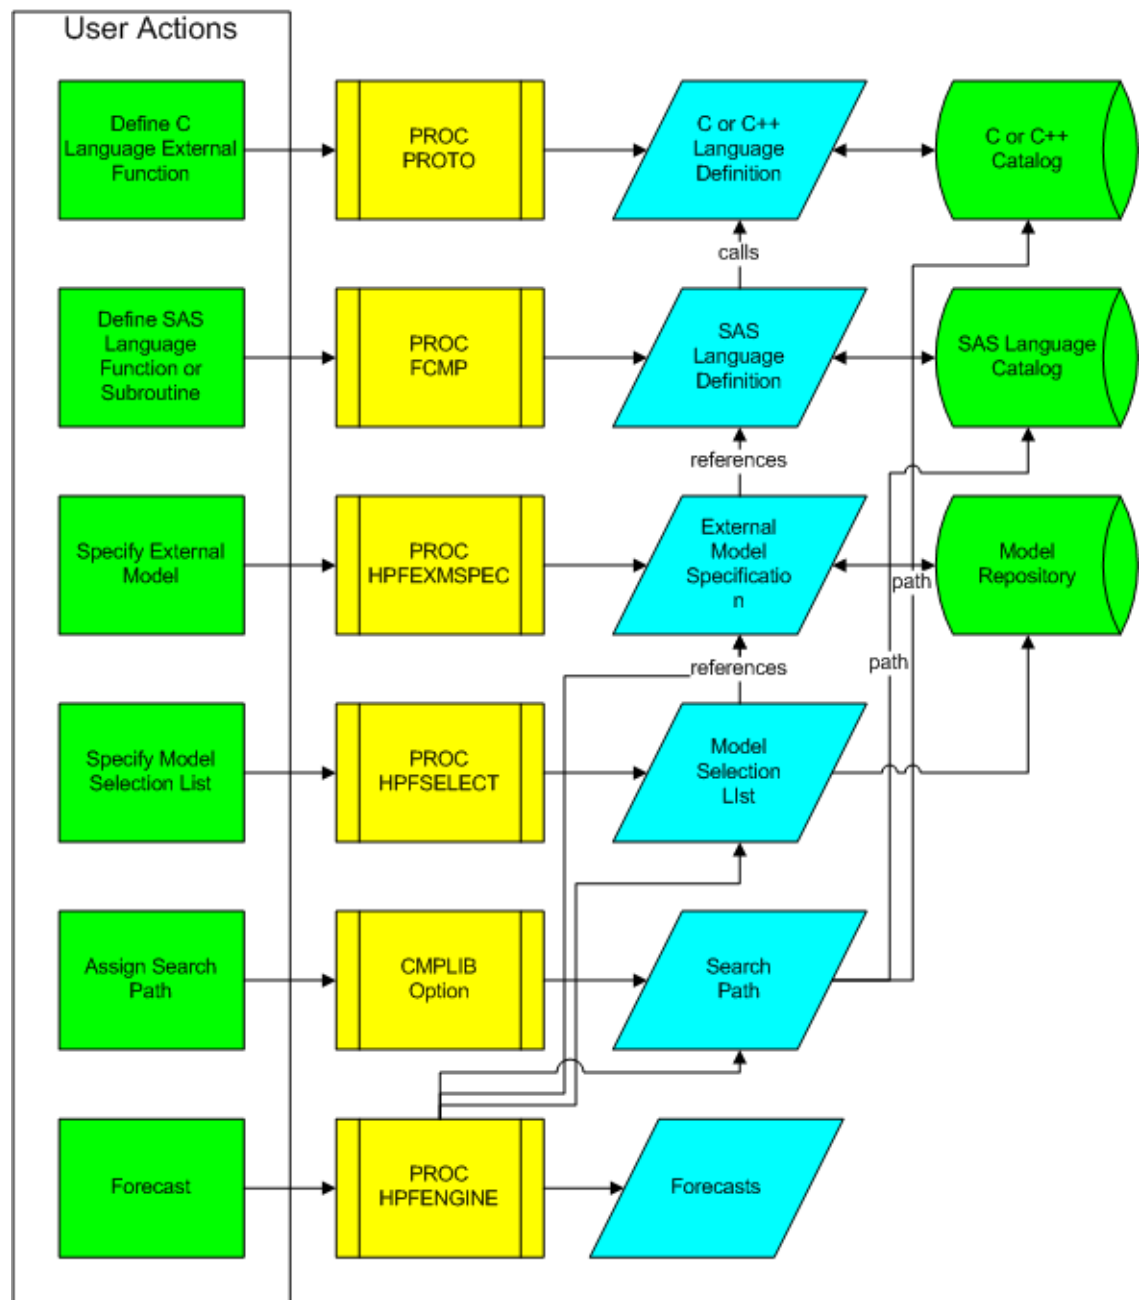 User Actions
Define C
Language External
Function
PROC
PROTO
C or C++
Language
Definition
C or C++
Catalog
calls
Define SAS
Language
Function or
Subroutine
PROC
FCMP
SAS
Language
Definition
SAS Language
Catalog
references
Specify External
Model
PROC
HPFEXMSPEC
External
Model
Specificatio
n
path
Model
Repository
references
path
Specify Model
Selection List
PROC
HPFSELECT
Model
Selection
LIst
Assign Search
Path
CMPLIB
Option
Search
Path
Forecast
PROC
HPFENGINE
Forecasts